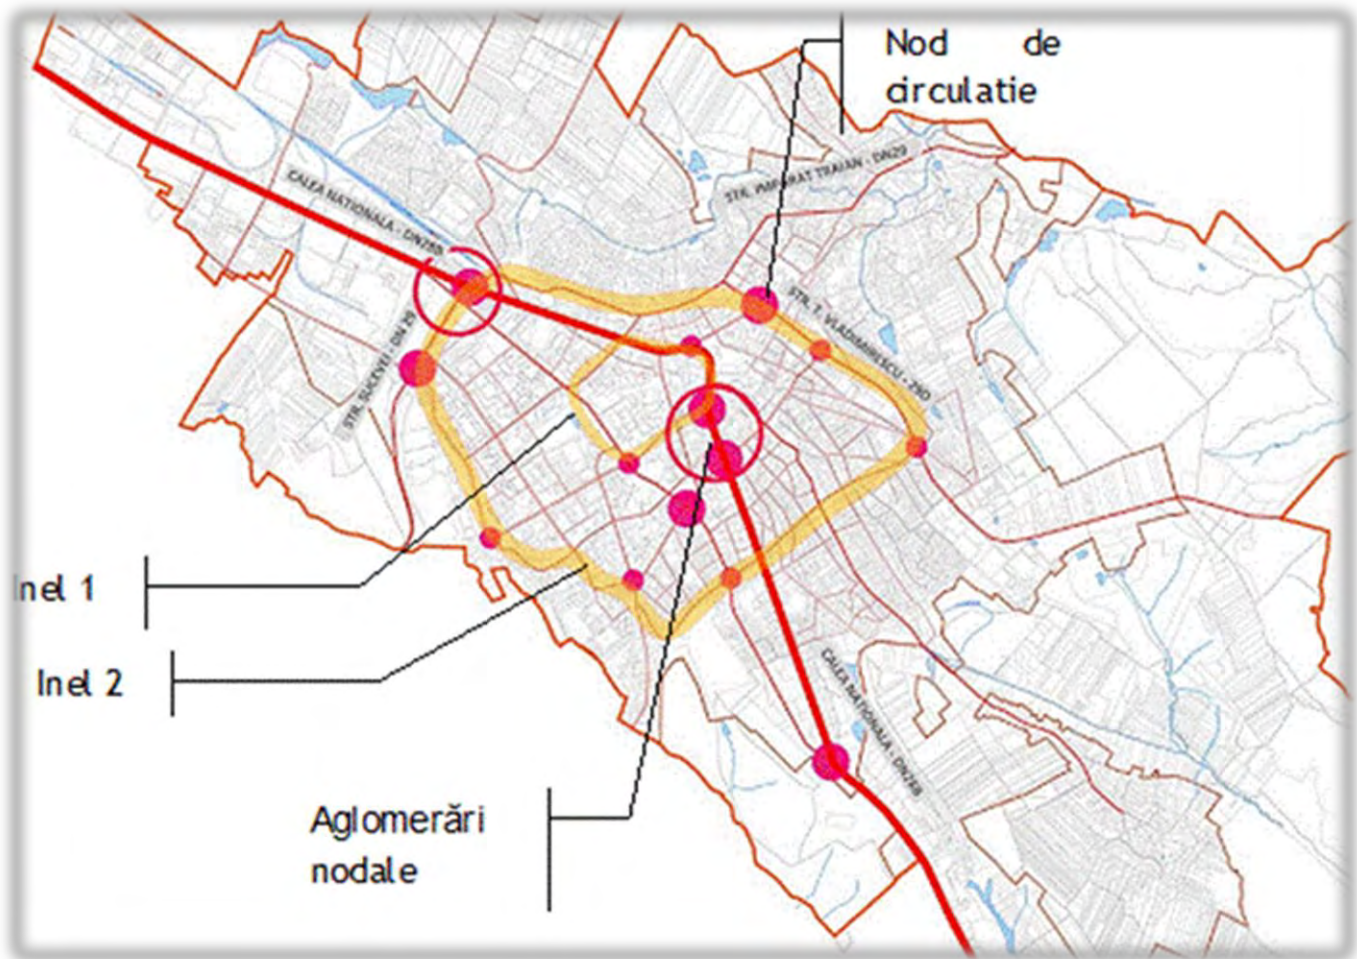 Nod de
circulatie
STR. IMPARAT TRAIAN - DN29
CALEA NATIONALA - DN28B
STR. T. VLADIMIRESCU - 29D
STR. SUCEVEI - DN 29
Inel 1
Inel 2
CALEA NATIONALA - DN28B
Aglomerări
nodale